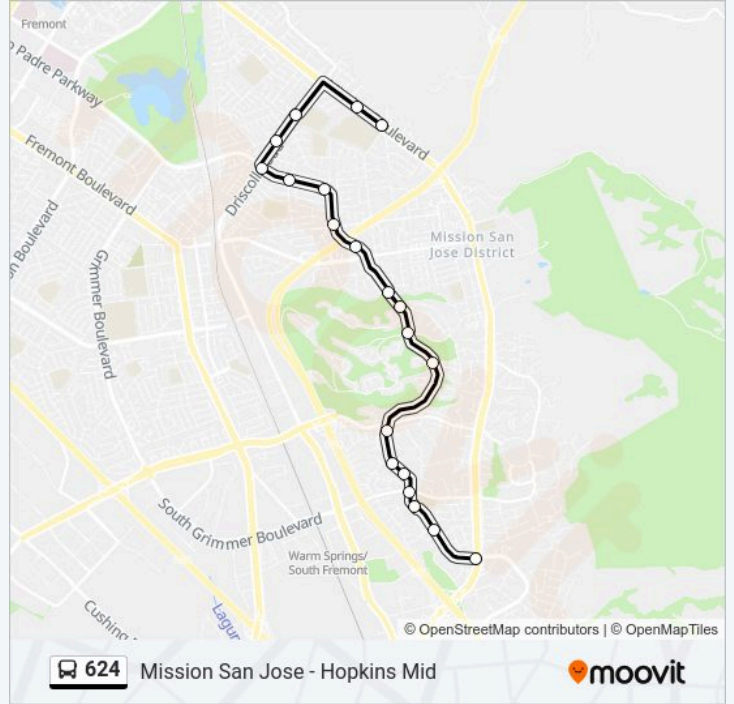 Fremont
o Padre Parkway
Fremont Boulevard
on Boulevard
Grimmer Boulevard
Driscoll
ulevard
Mission San
Jose District
South Grimmer Boulevard
Warm Springs/
South Fremont
Cushing
Lagun
© OpenStreetMap contributors | © OpenMapTiles
624 Mission San Jose - Hopkins Mid
moovit